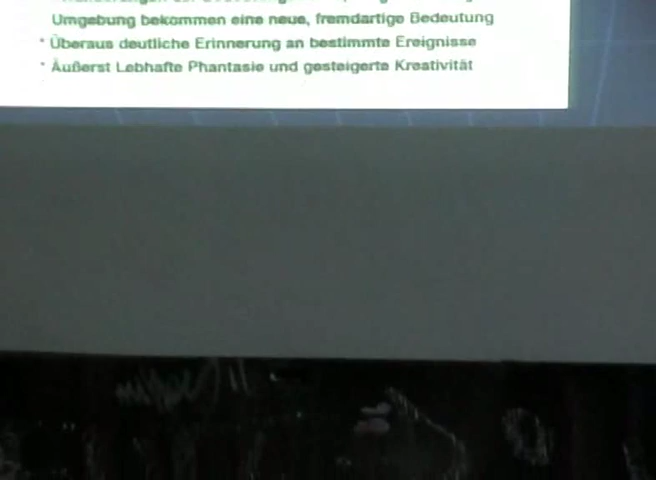 Umgebung bekommen eine neue, fremdartige Bedeutung
* Überaus deutliche Erinnerung an bestimmte Ereignisse
* Äußerst Lebhafte Phantasie und gesteigerte Kreativität